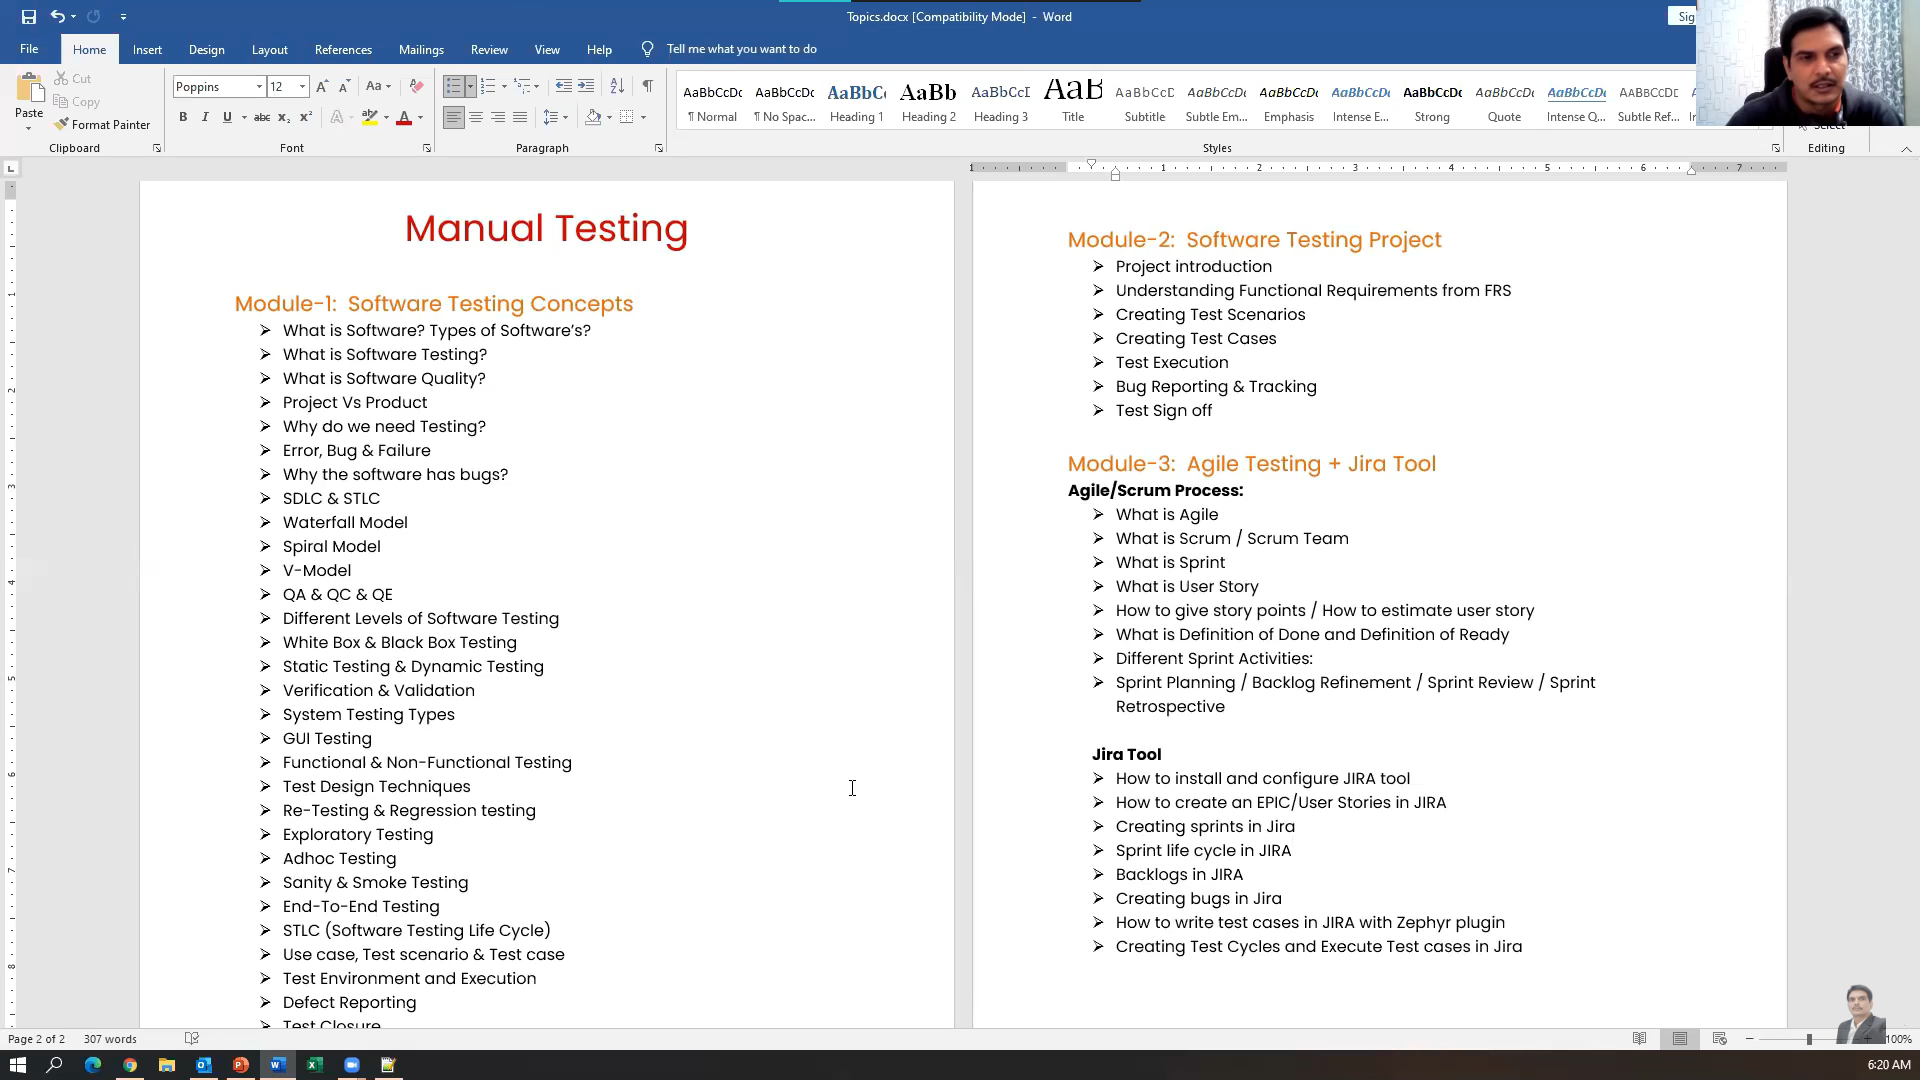 Topics.docx [Compatibility Mode] - Word
File
Home
Insert
Design
Layout
References
Mailings
Review
View
Help
Tell me what you want to do
Paste
Cut
Copy
Format Painter
Clipboard
Poppins
12
Font
Paragraph
AaBbCcDc
¶ Normal
AaBbCcDc
¶ No Spac...
AaBbC
Heading 1
AaBb
Heading 2
AaBbCcI
Heading 3
AaB
Title
AaBbCcD
Subtitle
AaBbCcDc
Subtle Em...
AaBbCcDc
Emphasis
AaBbCcDc
Intense E...
AaBbCcDc
Strong
AaBbCcDc
Quote
AaBbCcDc
Intense Q...
AaBbCcDc
Subtle Ref...
Styles
Editing
Manual Testing
Module-1: Software Testing Concepts
What is Software? Types of Software's?
What is Software Testing?
What is Software Quality?
Project Vs Product
Why do we need Testing?
Error, Bug & Failure
Why the software has bugs?
SDLC & STLC
Waterfall Model
Spiral Model
V-Model
QA & QC & QE
Different Levels of Software Testing
White Box & Black Box Testing
Static Testing & Dynamic Testing
Verification & Validation
System Testing Types
GUI Testing
Functional & Non-Functional Testing
Test Design Techniques
Re-Testing & Regression testing
Exploratory Testing
Adhoc Testing
Sanity & Smoke Testing
End-To-End Testing
STLC (Software Testing Life Cycle)
Use case, Test scenario & Test case
Test Environment and Execution
Defect Reporting
Test Closure
Module-2: Software Testing Project
Project introduction
Understanding Functional Requirements from FRS
Creating Test Scenarios
Creating Test Cases
Test Execution
Bug Reporting & Tracking
Test Sign off
Module-3: Agile Testing + Jira Tool
Agile/Scrum Process:
What is Agile
What is Scrum / Scrum Team
What is Sprint
What is User Story
How to give story points / How to estimate user story
What is Definition of Done and Definition of Ready
Different Sprint Activities:
Sprint Planning / Backlog Refinement / Sprint Review / Sprint
Retrospective
Jira Tool
How to install and configure JIRA tool
How to create an EPIC/User Stories in JIRA
Creating sprints in Jira
Sprint life cycle in JIRA
Backlogs in JIRA
Creating bugs in Jira
How to write test cases in JIRA with Zephyr plugin
Creating Test Cycles and Execute Test cases in Jira
Page 2 of 2
307 words
100%
6:20 AM